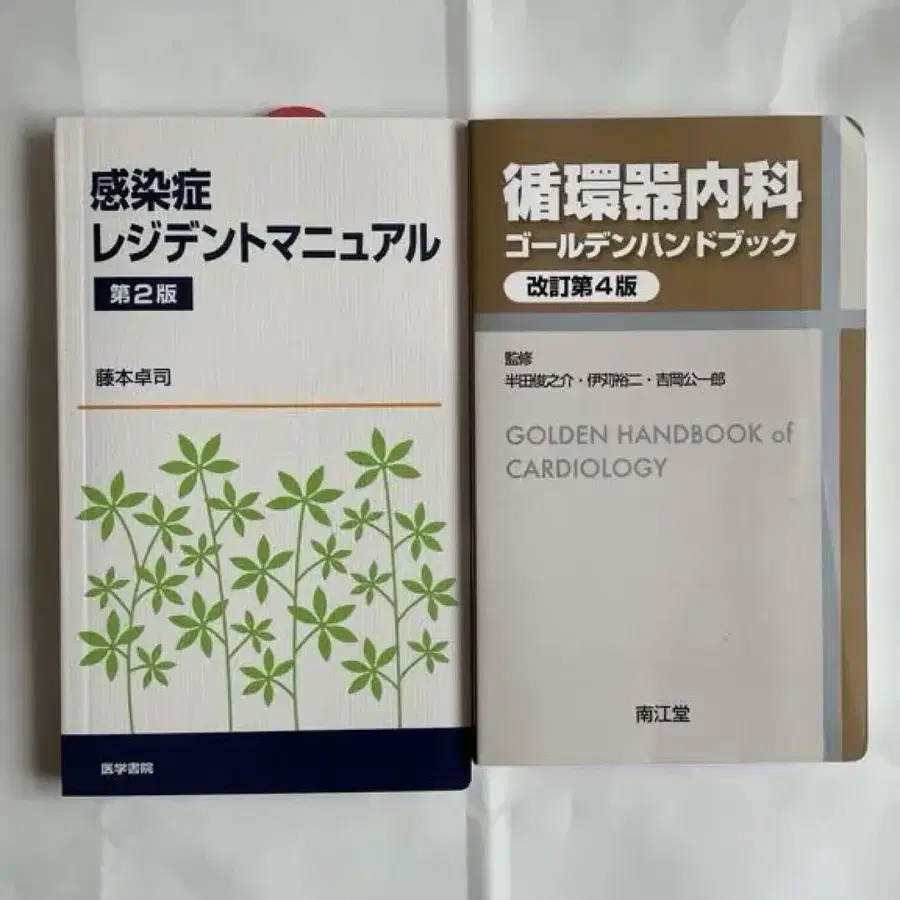 感染症
レジデントマニュアル
第2版
藤本卓司
医学書院
循環器内科
ゴールデンハンドブック
改訂第4版
監修
半田俊之介・伊苅裕二・吉岡公一郎
GOLDEN HANDBOOK of
CARDIOLOGY
南江堂